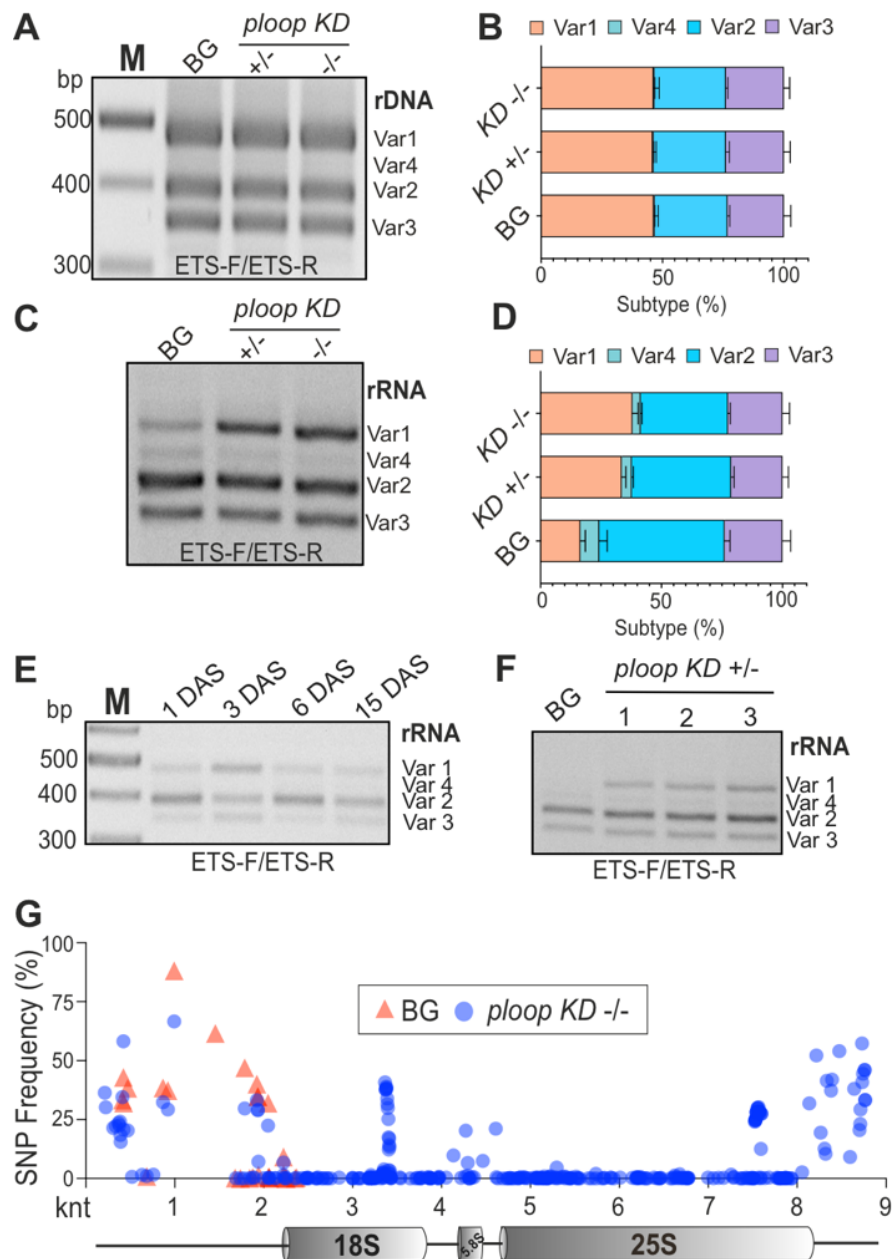 A
M
BG
ploop KD
+/-
-/-
bp
rDNA
500
400
300
Var1
Var4
Var2
Var3
ETS-F/ETS-R
B
Var1 Var4 Var2 Var3
KD -/-
KD +/-
BG
0 50 100
Subtype (%)
C
BG
ploop KD
+/-
-/-
rRNA
Var1
Var4
Var2
Var3
ETS-F/ETS-R
D
Var1 Var4 Var2 Var3
KD -/-
KD +/-
BG
0 50 100
Subtype (%)
E
M
1 DAS
3 DAS
6 DAS
15 DAS
bp
rRNA
500
400
300
Var 1
Var 4
Var 2
Var 3
ETS-F/ETS-R
F
BG
ploop KD +/-
1 2 3
rRNA
Var 1
Var 4
Var 2
Var 3
ETS-F/ETS-R
G
SNP Frequency (%)
100
75
50
25
0
BG ploop KD -/-
knt 1 2 3 4 5 6 7 8 9
18S 5.8S 25S